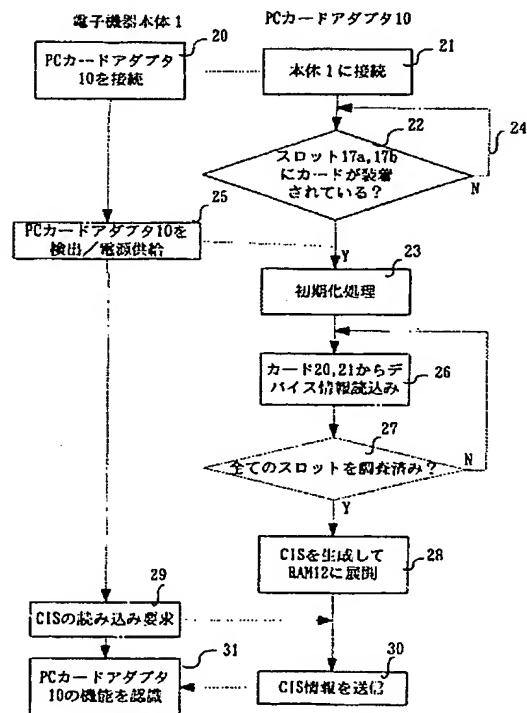 電子機器本体1
PCカードアダプタ10
20
PCカードアダプタ
10を接続
21
本体1に接続
22
24
スロット17a,17b
にカードが装着
されている?
N
25
PCカードアダプタ10を
検出/電源供給
Y
23
初期化処理
カード20,21からデ
バイス情報読込み
26
27
全てのスロットを調査済み?
N
Y
CISを生成して
RAM12に展開
28
29
CISの読み込み要求
31
30
PCカードアダプタ
10の機能を認識
CIS情報を送信